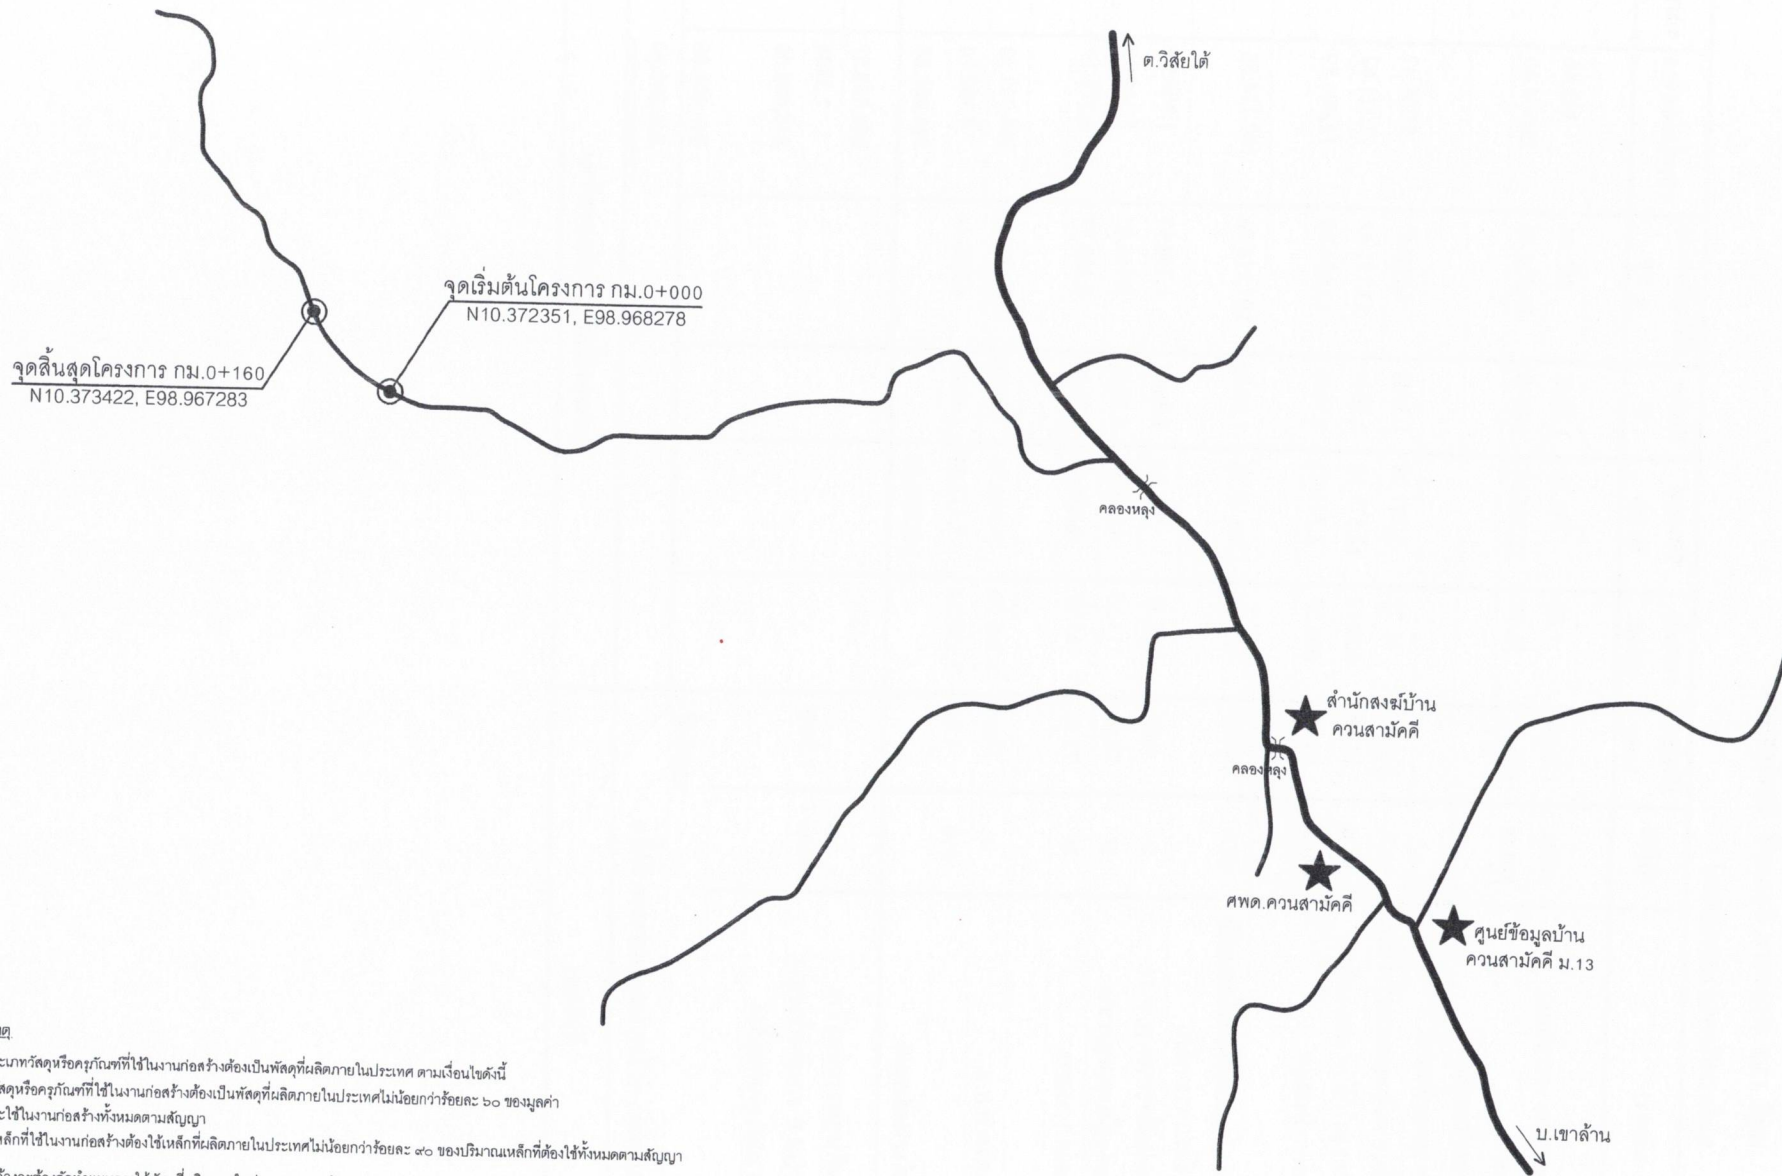 ต.วิสัยใต้
จุดเริ่มต้นโครงการ กม.0+000
N10.372351, E98.968278
จุดสิ้นสุดโครงการ กม.0+160
N10.373422, E98.967283
คลองหลุง
สำนักสงฆ์บ้าน
ควนสามัคคี
คลองหลุง
ศพด.ควนสามัคคี
ศูนย์ข้อมูลบ้าน
ควนสามัคคี ม.13
บ.เขาล้าน
ระเภทวัสดุหรือครุภัณฑ์ที่ใช้ในงานก่อสร้างต้องเป็นพัสดุที่ผลิตภายในประเทศ ตามเงื่อนไขดังนี้
สดุหรือครุภัณฑ์ที่ใช้ในงานก่อสร้างต้องเป็นพัสดุที่ผลิตภายในประเทศไม่น้อยกว่าร้อยละ ๖๐ ของมูลค่า
ะใช้ในงานก่อสร้างทั้งหมดตามสัญญา
หล็กที่ใช้ในงานก่อสร้างต้องใช้เหล็กที่ผลิตภายในประเทศไม่น้อยกว่าร้อยละ ๙๐ ของปริมาณเหล็กที่ต้องใช้ทั้งหมดตามสัญญา